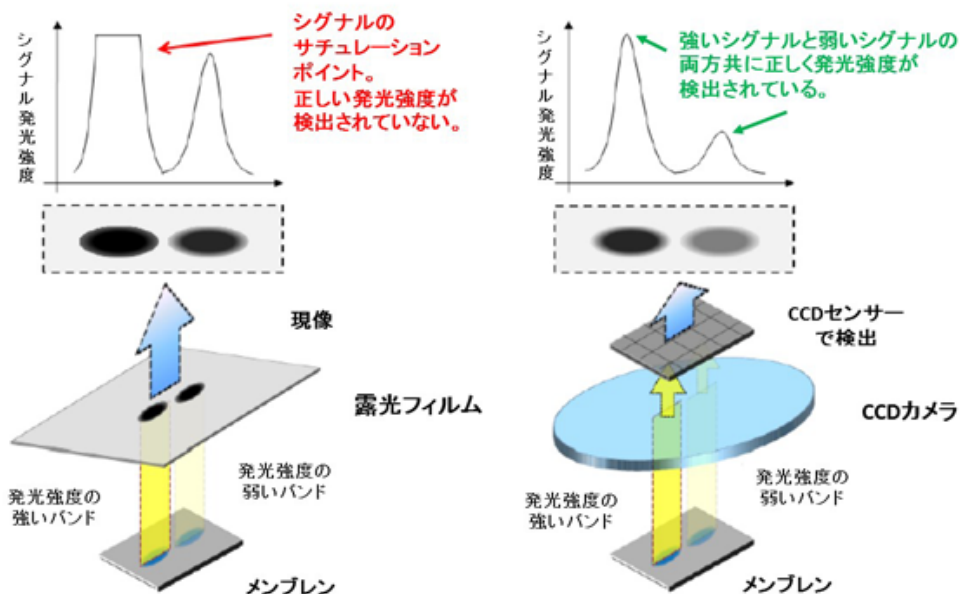 シグナル発光強度
シグナルの
サチュレーション
ポイント。
正しい発光強度が
検出されていない。
現像
露光フィルム
発光強度の
強いバンド
発光強度の
弱いバンド
メンブレン
シグナル発光強度
強いシグナルと弱いシグナルの
両方共に正しく発光強度が
検出されている。
CCDセンサー
で検出
CCDカメラ
発光強度の
強いバンド
発光強度の
弱いバンド
メンブレン